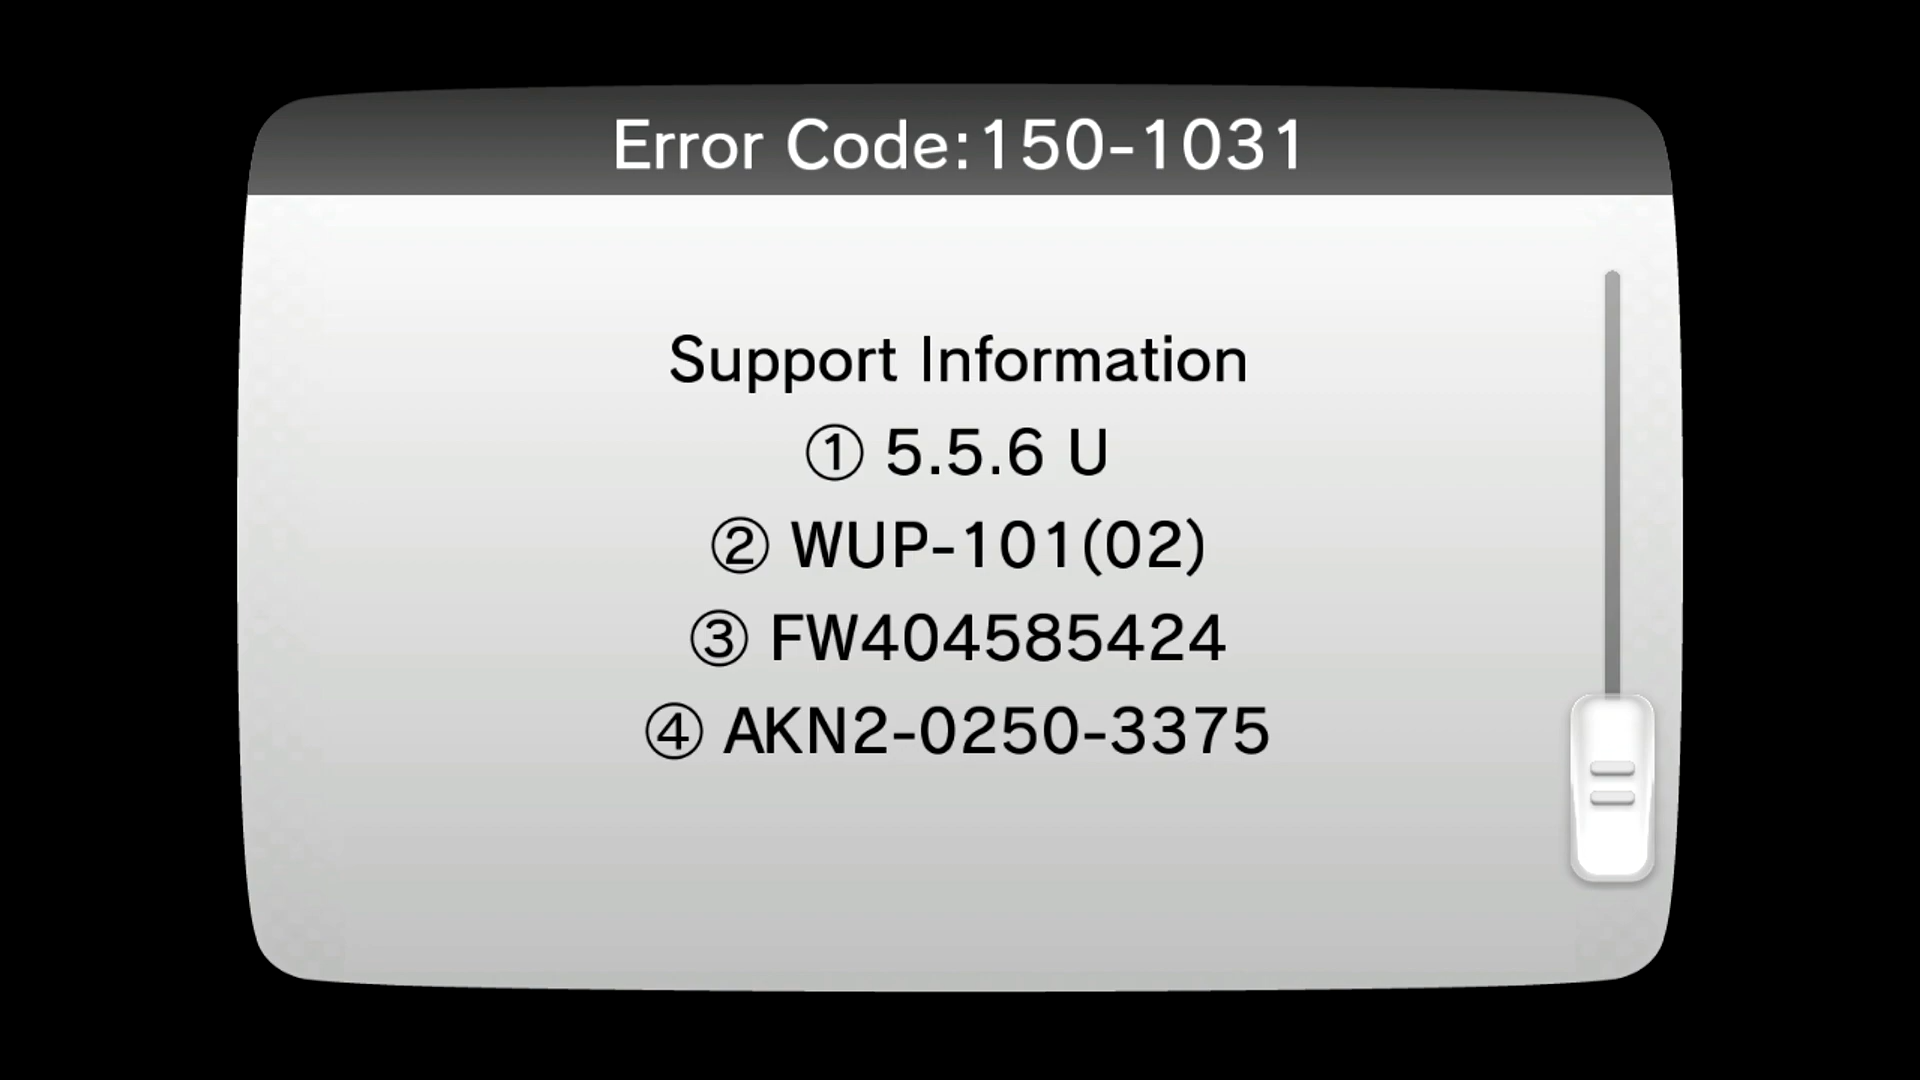 Error Code:150-1031
Support Information
① 5.5.6 U
② WUP-101(02)
③ FW404585424
④ AKN2-0250-3375